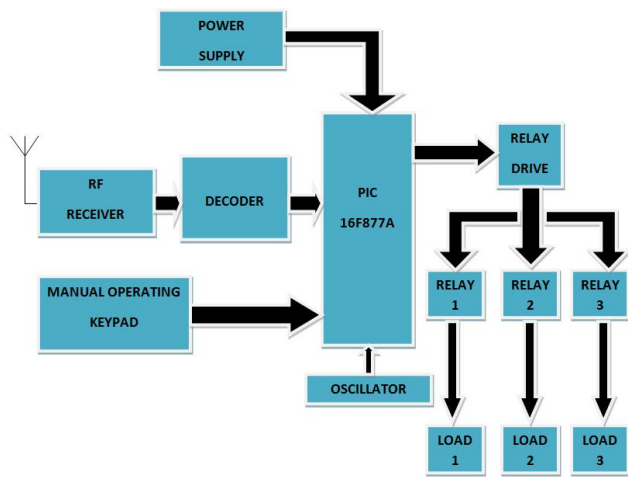 POWER
SUPPLY
RELAY
DRIVE
RF
RECEIVER
DECODER
PIC
16F877A
MANUAL OPERATING
KEYPAD
RELAY
1
RELAY
2
RELAY
3
OSCILLATOR
LOAD
1
LOAD
2
LOAD
3